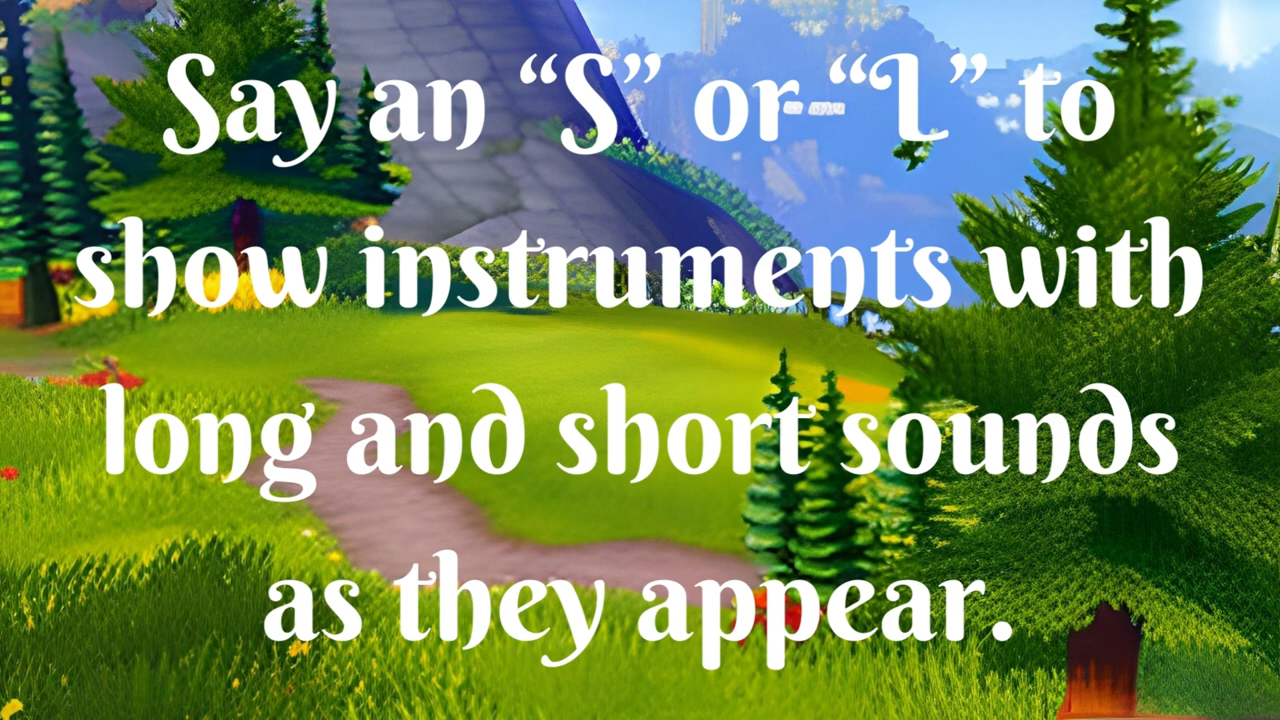 Say an “S” or “L” to
show instruments with
long and short sounds
as they appear.